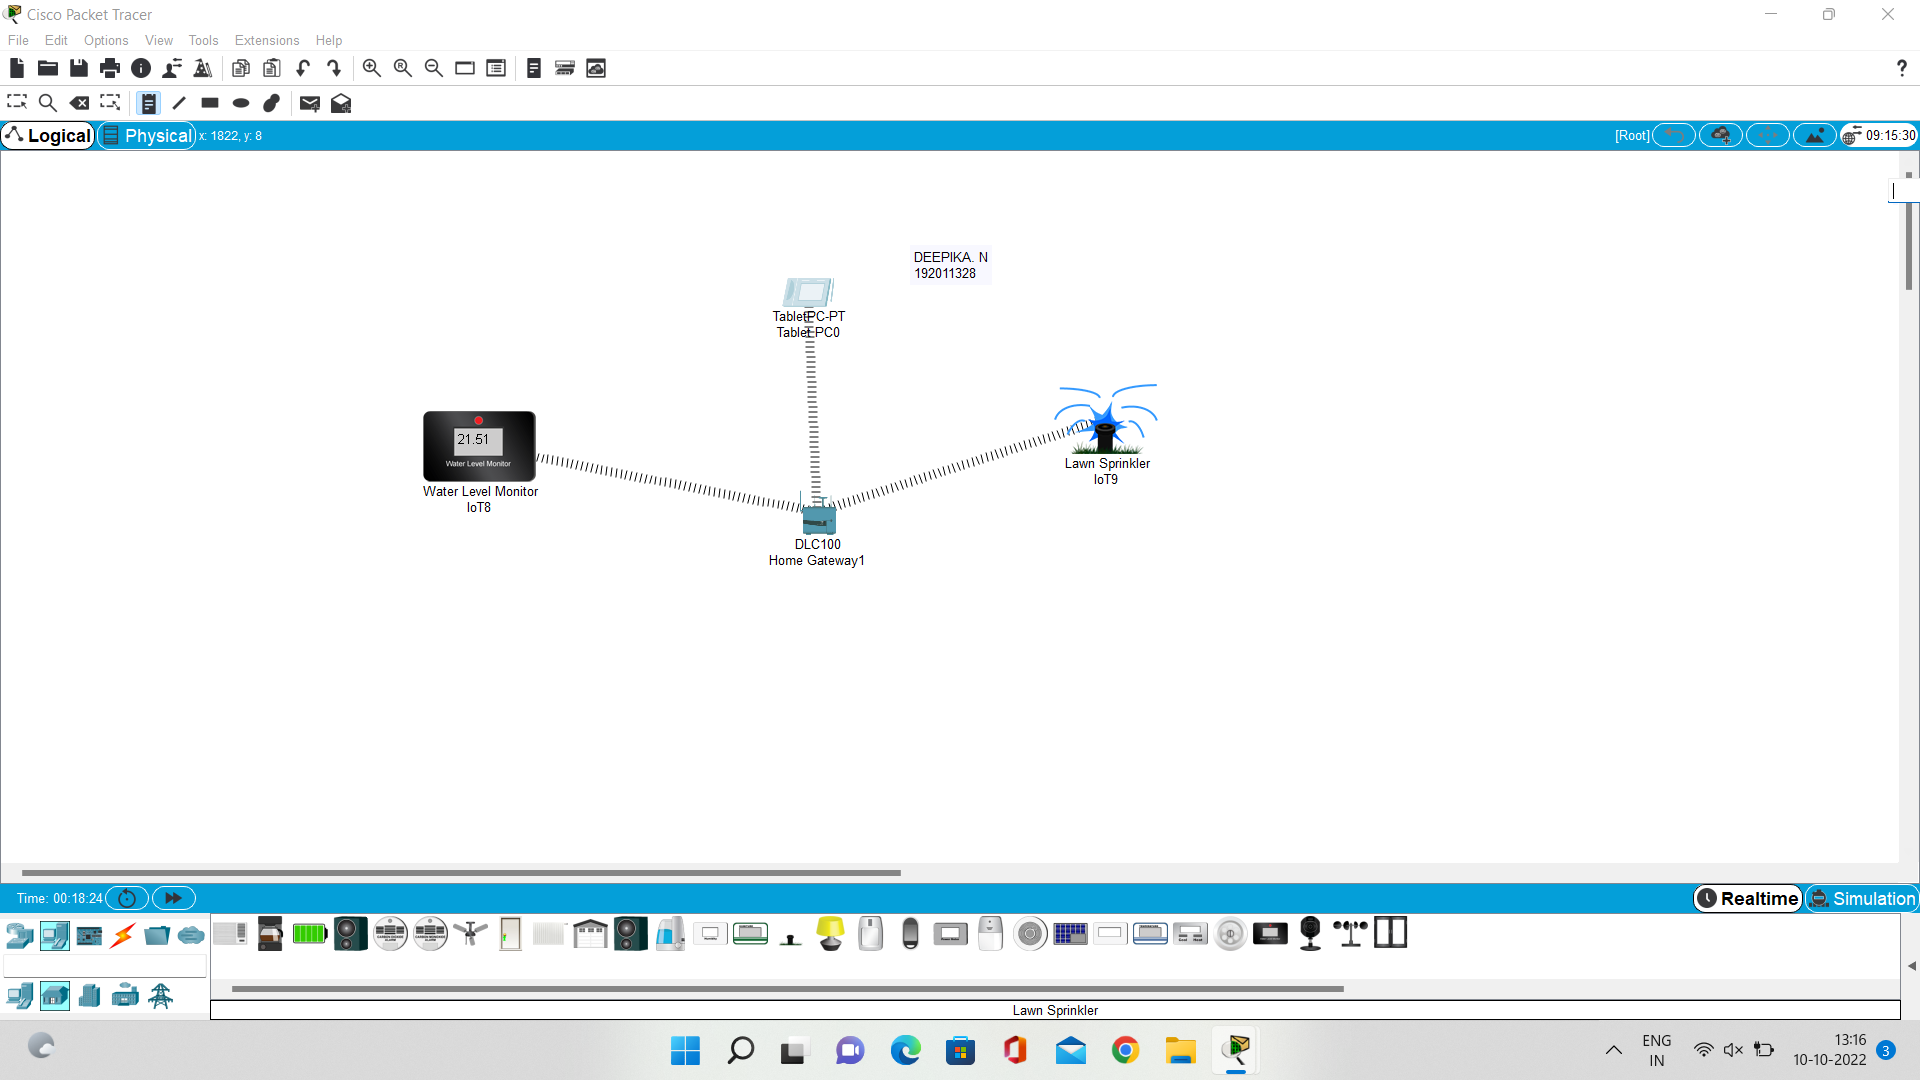 Cisco Packet Tracer
File Edit Options View Tools Extensions Help
?
Logical Physical x: 1822, y: 8 [Root] 09:15:30
DEEPIKA. N
192011328
TabletPC-PT
Tablet PC0
21.51
Water Level Monitor
Water Level Monitor
IoT8
Lawn Sprinkler
IoT9
DLC100
Home Gateway1
Time: 00:18:24 Realtime Simulation
Lawn Sprinkler
ENG
IN
13:16
10-10-2022
3